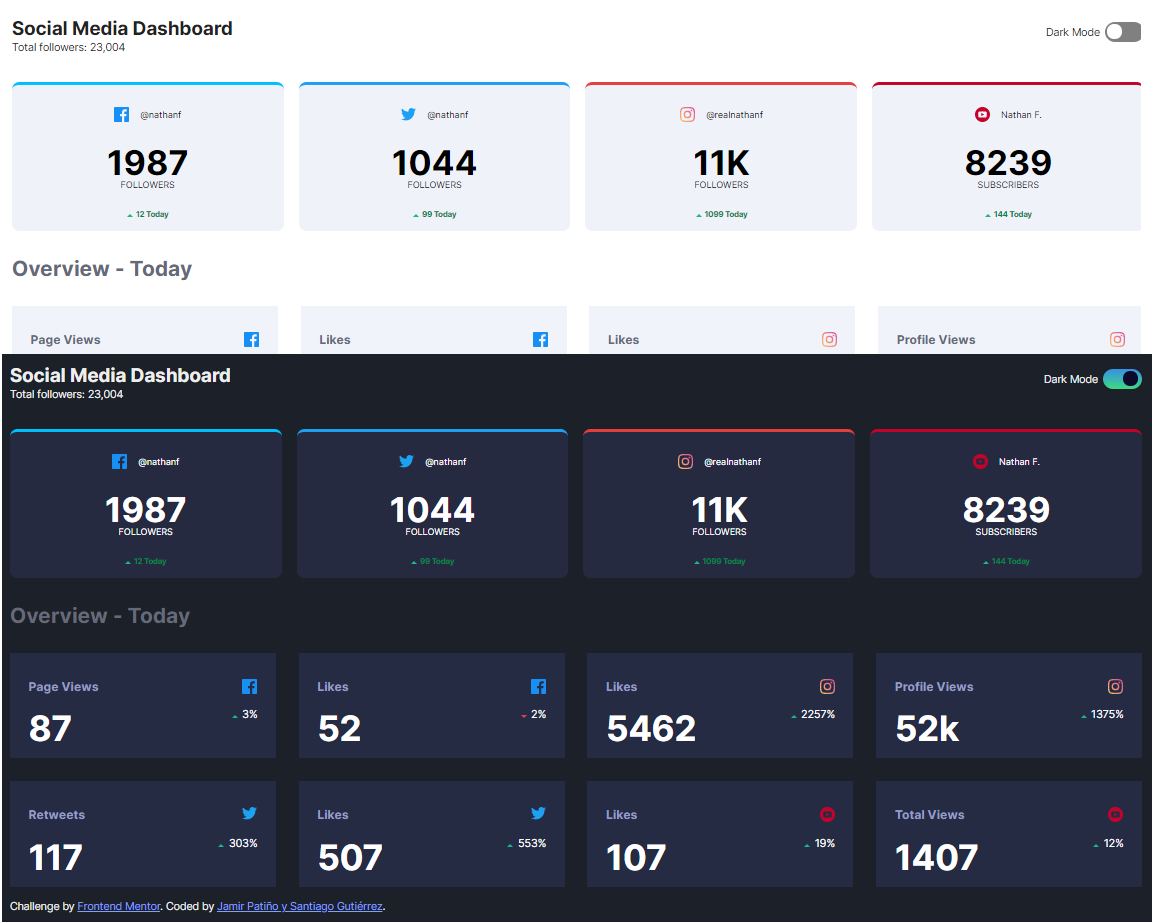 Social Media Dashboard
Total followers: 23,004
Dark Mode
@nathanf
@nathanf
@realnathanf
Nathan F.
1987
1044
11K
8239
FOLLOWERS
FOLLOWERS
FOLLOWERS
SUBSCRIBERS
12 Today
99 Today
1099 Today
144 Today
Overview - Today
Page Views
Likes
Likes
Profile Views
Social Media Dashboard
Total followers: 23,004
Dark Mode
@nathanf
@nathanf
@realnathanf
Nathan F.
1987
1044
11K
8239
FOLLOWERS
FOLLOWERS
FOLLOWERS
SUBSCRIBERS
12 Today
99 Today
1099 Today
144 Today
Overview - Today
Page Views
87
3%
Likes
52
2%
Likes
5462
2257%
Profile Views
52k
1375%
Retweets
117
303%
Likes
507
553%
Likes
107
19%
Total Views
1407
12%
Challenge by Frontend Mentor. Coded by Jamir Patiño y Santiago Gutiérrez.